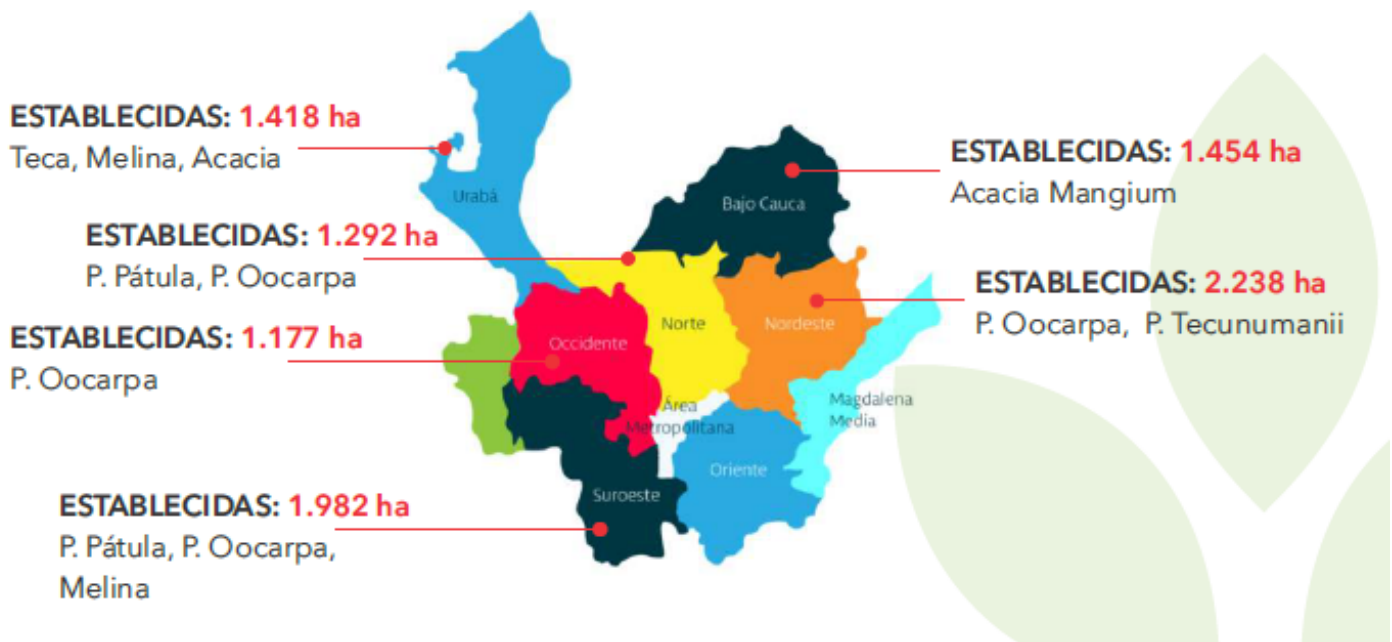 ESTABLECIDAS: 1.418 ha
Teca, Melina, Acacia
ESTABLECIDAS: 1.292 ha
P. Pátula, P. Oocarpa
ESTABLECIDAS: 1.177 ha
P. Oocarpa
ESTABLECIDAS: 1.982 ha
P. Pátula, P. Oocarpa,
Melina
Urabá
Bajo Cauca
Norte
Nordeste
Occidente
Área
Metropolitana
Magdalena
Media
Oriente
Suroeste
ESTABLECIDAS: 1.454 ha
Acacia Mangium
ESTABLECIDAS: 2.238 ha
P. Oocarpa, P. Tecunumanii